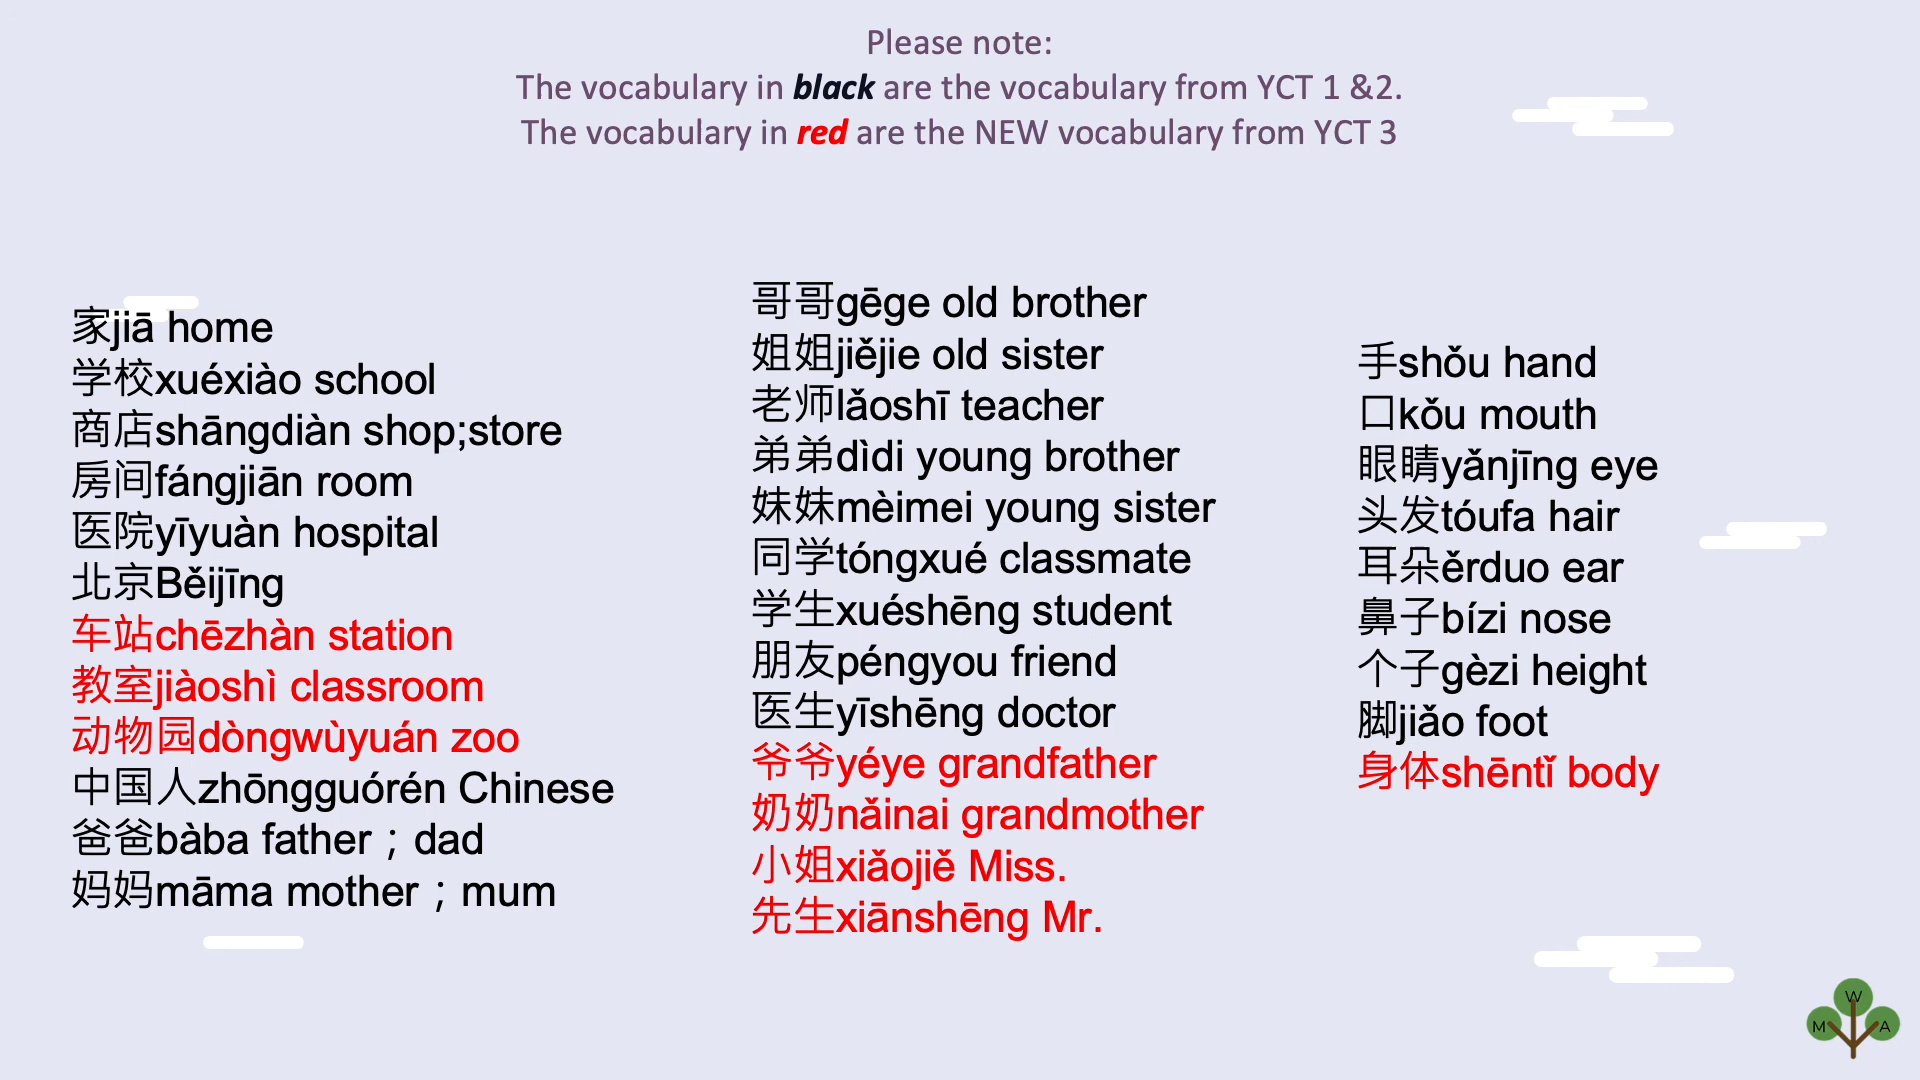 Please note:
The vocabulary in black are the vocabulary from YCT 1 &2.
The vocabulary in red are the NEW vocabulary from YCT 3
家jiā home
学校xuéxiào school
商店shāngdiàn shop;store
房间fángjiān room
医院yīyuàn hospital
北京Běijīng
车站chēzhàn station
教室jiàoshì classroom
动物园dòngwùyuán zoo
中国人zhōngguórén Chinese
爸爸bàba father；dad
妈妈māma mother；mum
哥哥gēge old brother
姐姐jiějie old sister
老师lǎoshī teacher
弟弟dìdi young brother
妹妹mèimei young sister
同学tóngxué classmate
学生xuéshēng student
朋友péngyou friend
医生yīshēng doctor
爷爷yéye grandfather
奶奶nǎinai grandmother
小姐xiǎojiě Miss.
先生xiānshēng Mr.
手shǒu hand
口kǒu mouth
眼睛yǎnjīng eye
头发tóufa hair
耳朵ěrduo ear
鼻子bízi nose
个子gèzi height
脚jiǎo foot
身体shēntǐ body
W
M A